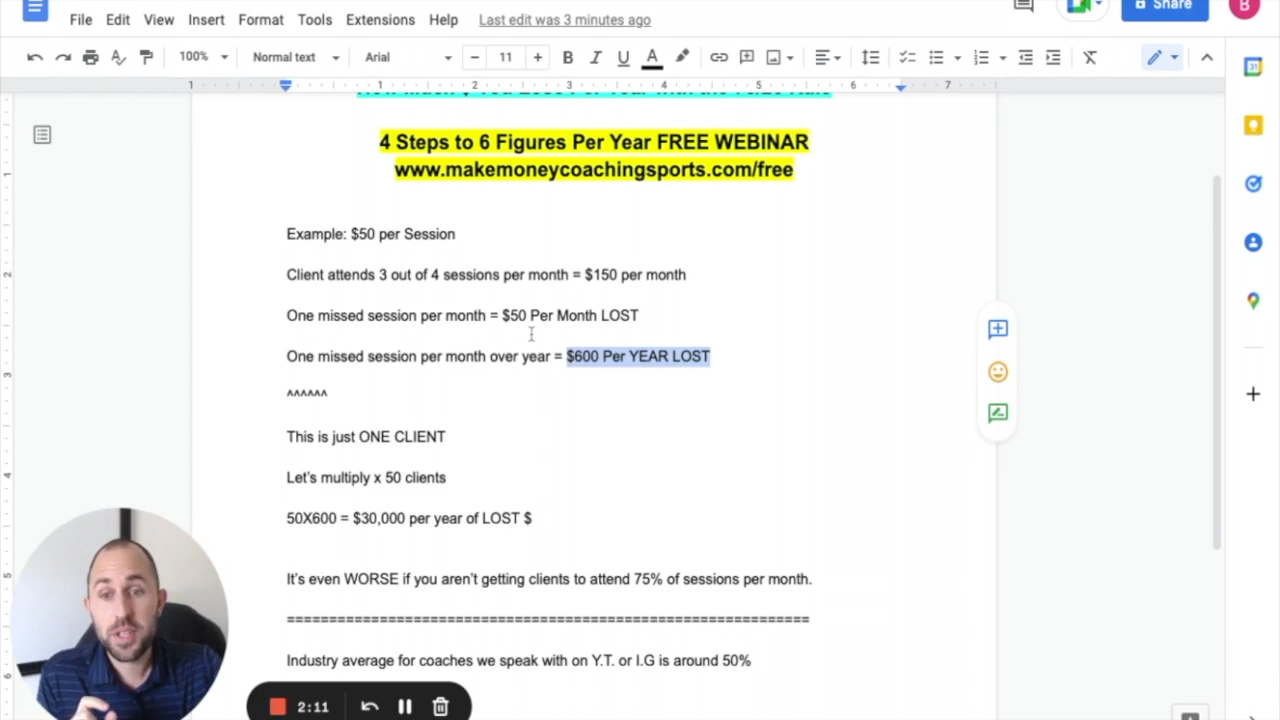 File Edit View Insert Format Tools Extensions Help Last edit was 3 minutes ago
Share
B
100% Normal text Arial 11
4 Steps to 6 Figures Per Year FREE WEBINAR
www.makemoneycoachingsports.com/free
Example: $50 per Session
Client attends 3 out of 4 sessions per month = $150 per month
One missed session per month = $50 Per Month LOST
One missed session per month over year = $600 Per YEAR LOST
^^^^^^
This is just ONE CLIENT
Let's multiply x 50 clients
50X600 = $30,000 per year of LOST $
It's even WORSE if you aren't getting clients to attend 75% of sessions per month.
==============================================================
Industry average for coaches we speak with on Y.T. or I.G is around 50%
2:11